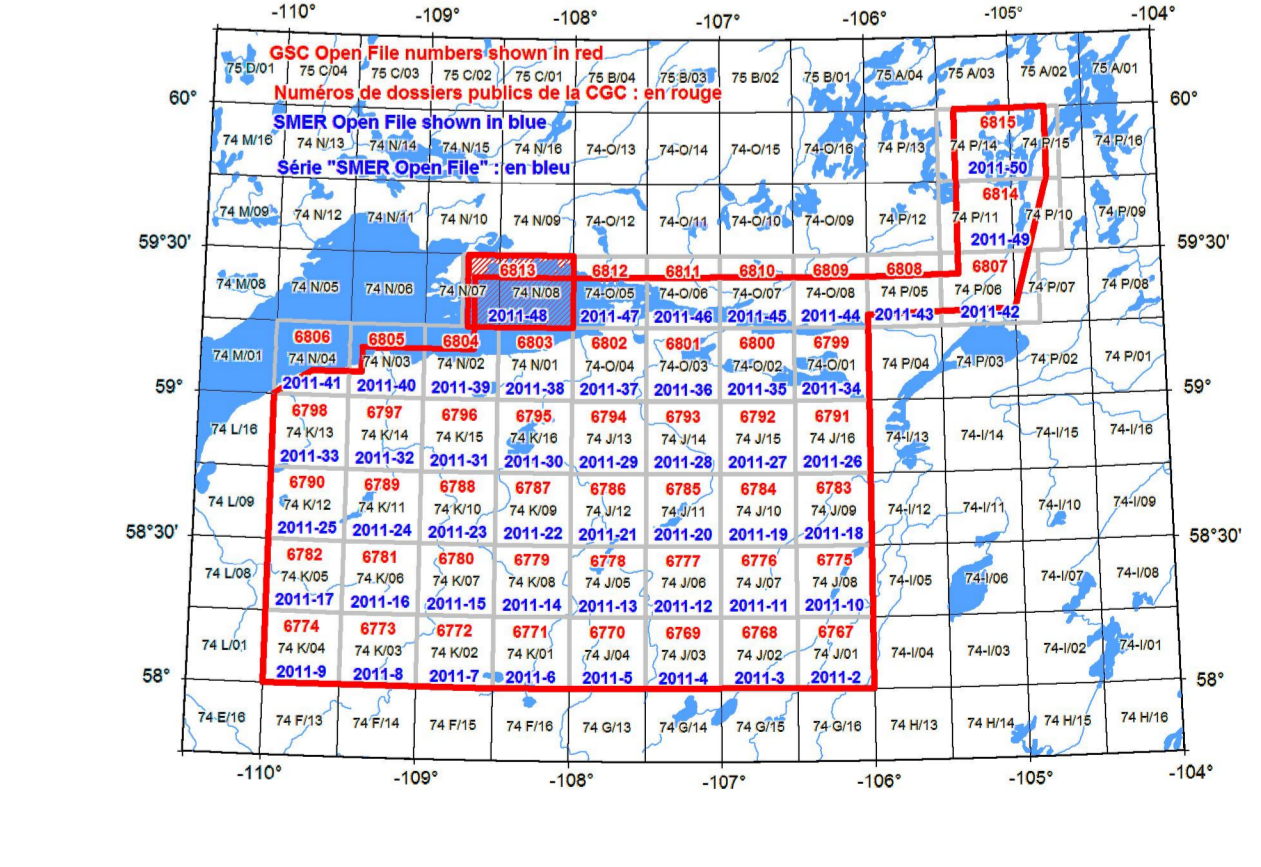 -110° -109° -108° -107° -106° -105° -104°
GSC Open File numbers shown in red
75 D/01 75 C/04 75 C/03 75 C/02 75 C/01 75 B/04 75 B/03 75 B/02 75 B/01 75 A/04 75 A/03 75 A/02 75 A/01
Numéros de dossiers publics de la CGC : en rouge
60° 60°
SMER Open File shown in blue
6815
74 M/16 74 N/13 74 N/14 74 N/15 74 N/16 74-O/13 74-O/14 74-O/15 74-O/16 74 P/13 74 P/14 74 P/15 74 P/16
Série "SMER Open File" : en bleu
2011-50
6814
74 M/09 74 N/12 74 N/11 74 N/10 74 N/09 74-O/12 74-O/11 74-O/10 74-O/09 74 P/12 74 P/11 74 P/10 74 P/09
2011-49
59°30' 59°30'
6813 6812 6811 6810 6809 6808 6807
74 M/08 74 N/05 74 N/06 74 N/07 74 N/08 74-O/05 74-O/06 74-O/07 74-O/08 74 P/05 74 P/06 74 P/07 74 P/08
2011-48 2011-47 2011-46 2011-45 2011-44 2011-43 2011-42
6806 6805 6804 6803 6802 6801 6800 6799
74 M/01 74 N/04 74 N/03 74 N/02 74 N/01 74-O/04 74-O/03 74-O/02 74-O/01 74 P/04 74 P/03 74 P/02 74 P/01
2011-41 2011-40 2011-39 2011-38 2011-37 2011-36 2011-35 2011-34
59° 59°
6798 6797 6796 6795 6794 6793 6792 6791
74 L/16 74 K/13 74 K/14 74 K/15 74 K/16 74 J/13 74 J/14 74 J/15 74 J/16 74-I/13 74-I/14 74-I/15 74-I/16
2011-33 2011-32 2011-31 2011-30 2011-29 2011-28 2011-27 2011-26
6790 6789 6788 6787 6786 6785 6784 6783
74 L/09 74 K/12 74 K/11 74 K/10 74 K/09 74 J/12 74 J/11 74 J/10 74 J/09 74-I/12 74-I/11 74-I/10 74-I/09
2011-25 2011-24 2011-23 2011-22 2011-21 2011-20 2011-19 2011-18
58°30' 58°30'
6782 6781 6780 6779 6778 6777 6776 6775
74 L/08 74 K/05 74 K/06 74 K/07 74 K/08 74 J/05 74 J/06 74 J/07 74 J/08 74-I/05 74-I/06 74-I/07 74-I/08
2011-17 2011-16 2011-15 2011-14 2011-13 2011-12 2011-11 2011-10
6774 6773 6772 6771 6770 6769 6768 6767
74 L/01 74 K/04 74 K/03 74 K/02 74 K/01 74 J/04 74 J/03 74 J/02 74 J/01 74-I/04 74-I/03 74-I/02 74-I/01
2011-9 2011-8 2011-7 2011-6 2011-5 2011-4 2011-3 2011-2
58° 58°
74 E/16 74 F/13 74 F/14 74 F/15 74 F/16 74 G/13 74 G/14 74 G/15 74 G/16 74 H/13 74 H/14 74 H/15 74 H/16
-110° -109° -108° -107° -106° -105° -104°